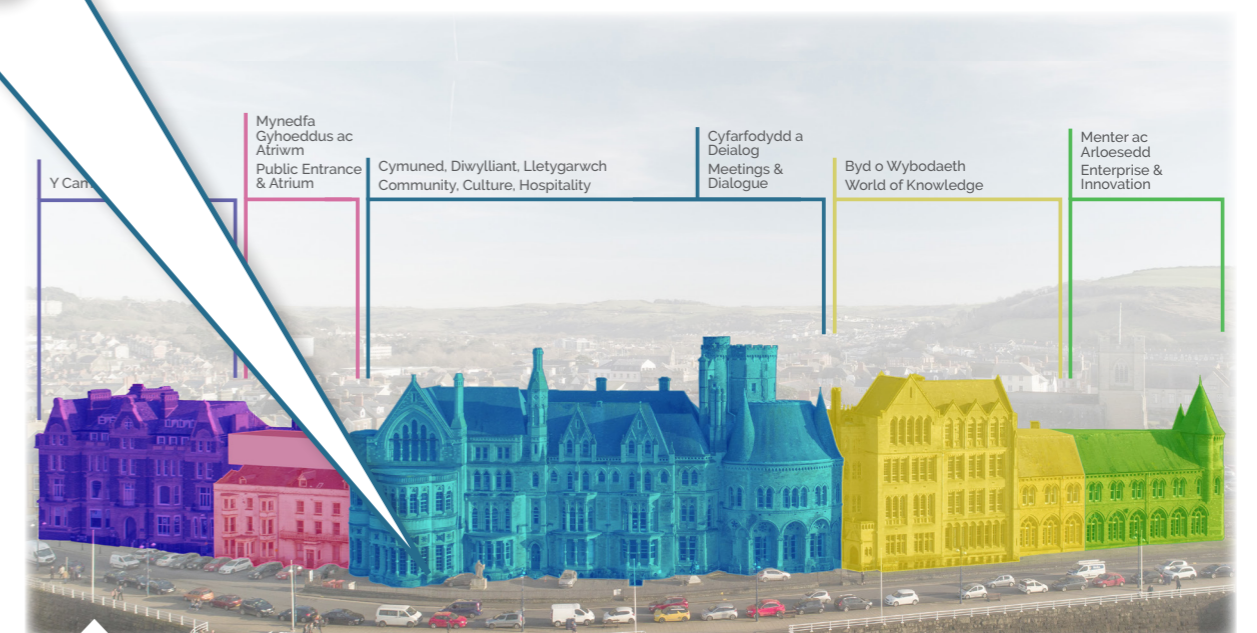 Y
Mynedfa
Gyhoeddus ac
Atriwm
Public Entrance
& Atrium
Cymuned, Diwylliant, Lletygarwch
Community, Culture, Hospitality
Cyfarfodydd a
Deialog
Meetings &
Dialogue
Byd o Wybodaeth
World of Knowledge
Menter ac
Arloesedd
Enterprise &
Innovation